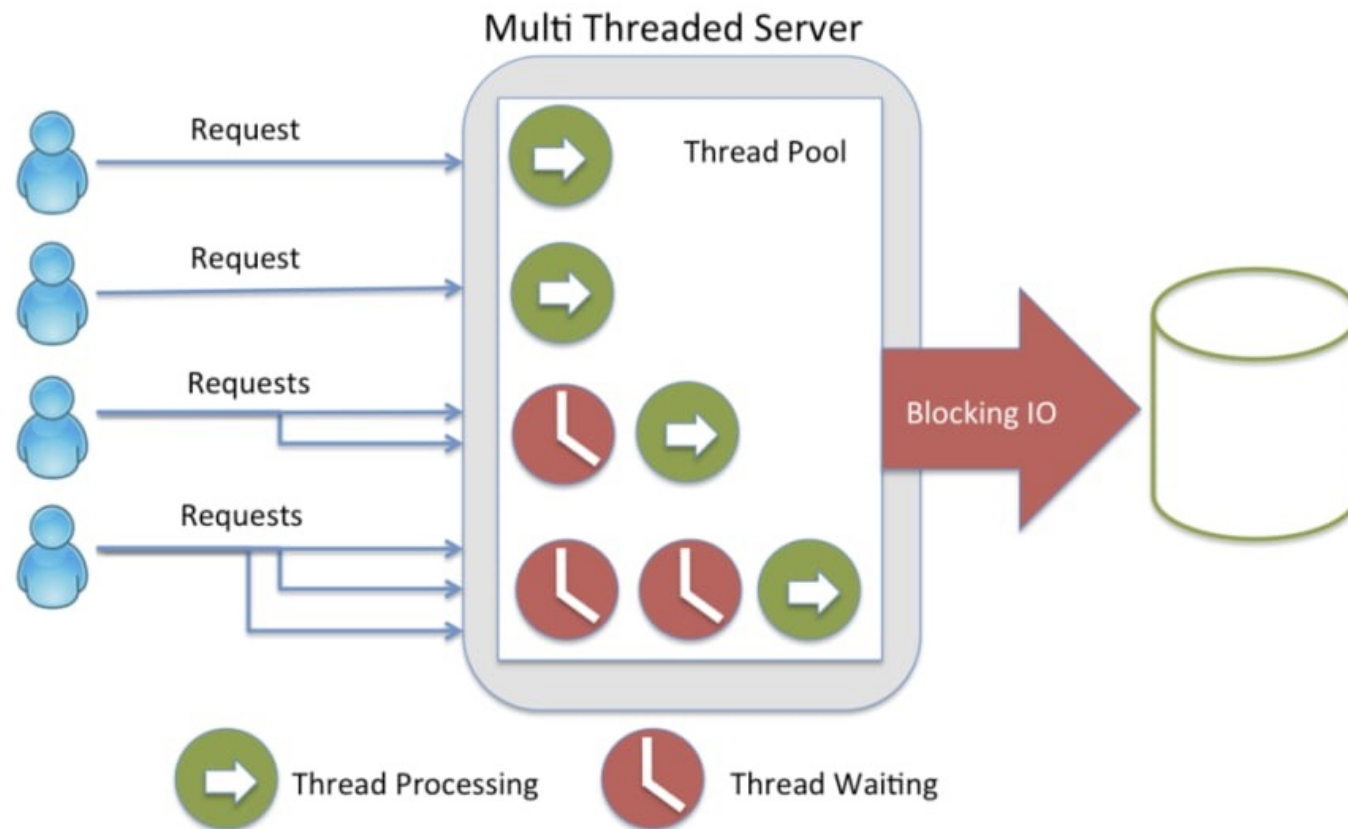 Multi Threaded Server
Request
Thread Pool
Request
Requests
Blocking IO
Requests
Thread Processing
Thread Waiting